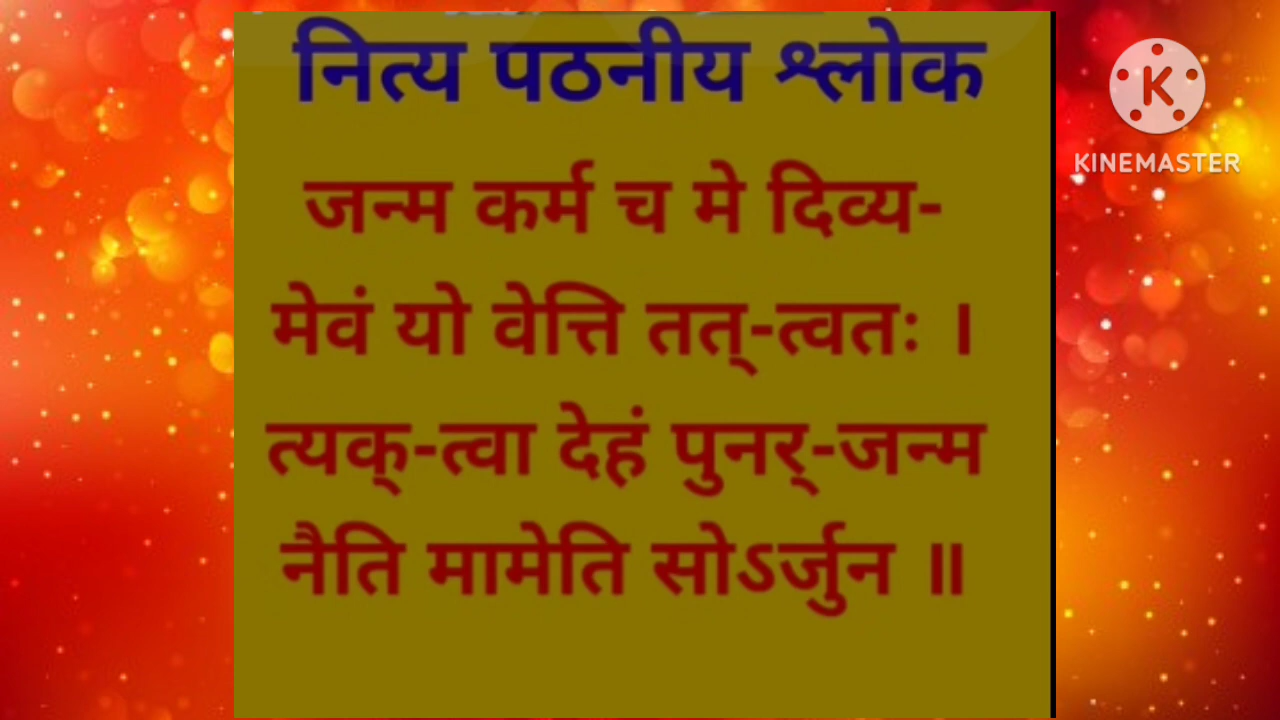 नित्य पठनीय श्लोक
जन्म कर्म च मे दिव्य-
मेवं यो वेत्ति तत्-त्वतः ।
त्यक्-त्वा देहं पुनर्-जन्म
नैति मामेति सोऽर्जुन ॥
K
KINEMASTER